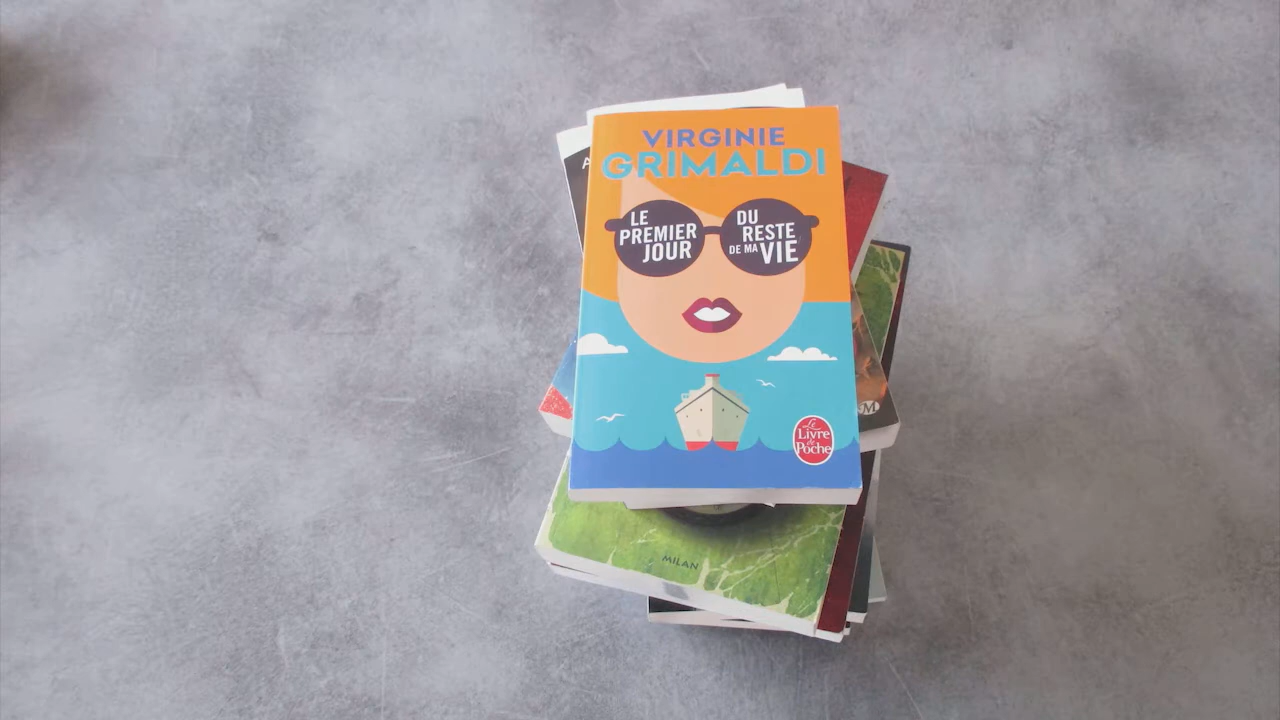 VIRGINIE
GRIMALDI
LE
PREMIER
JOUR
DU
RESTE
DE MA VIE
Le
Livre
de
Poche
MILAN
M
A